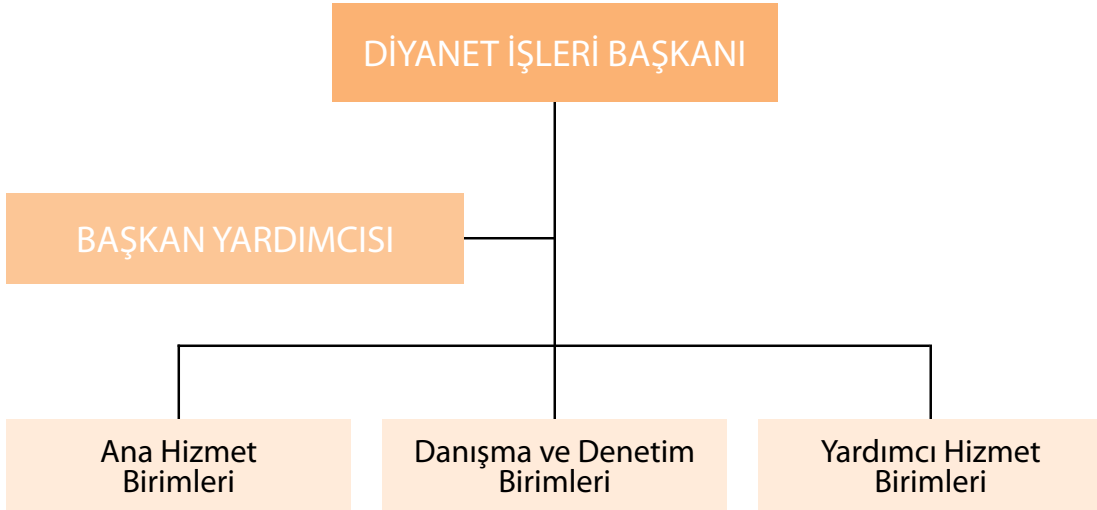 DİYANET İŞLERİ BAŞKANI
BAŞKAN YARDIMCISI
Ana Hizmet
Birimleri
Danışma ve Denetim
Birimleri
Yardımcı Hizmet
Birimleri